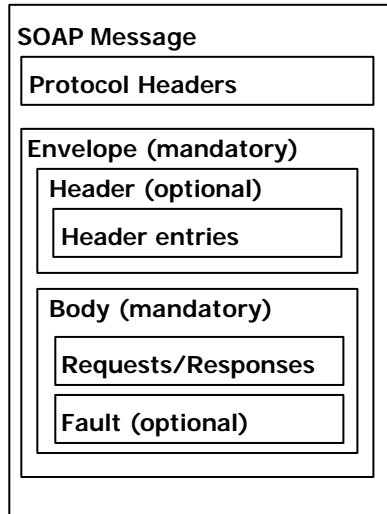 SOAP Message
Protocol Headers
Envelope (mandatory)
Header (optional)
Header entries
Body (mandatory)
Requests/Responses
Fault (optional)